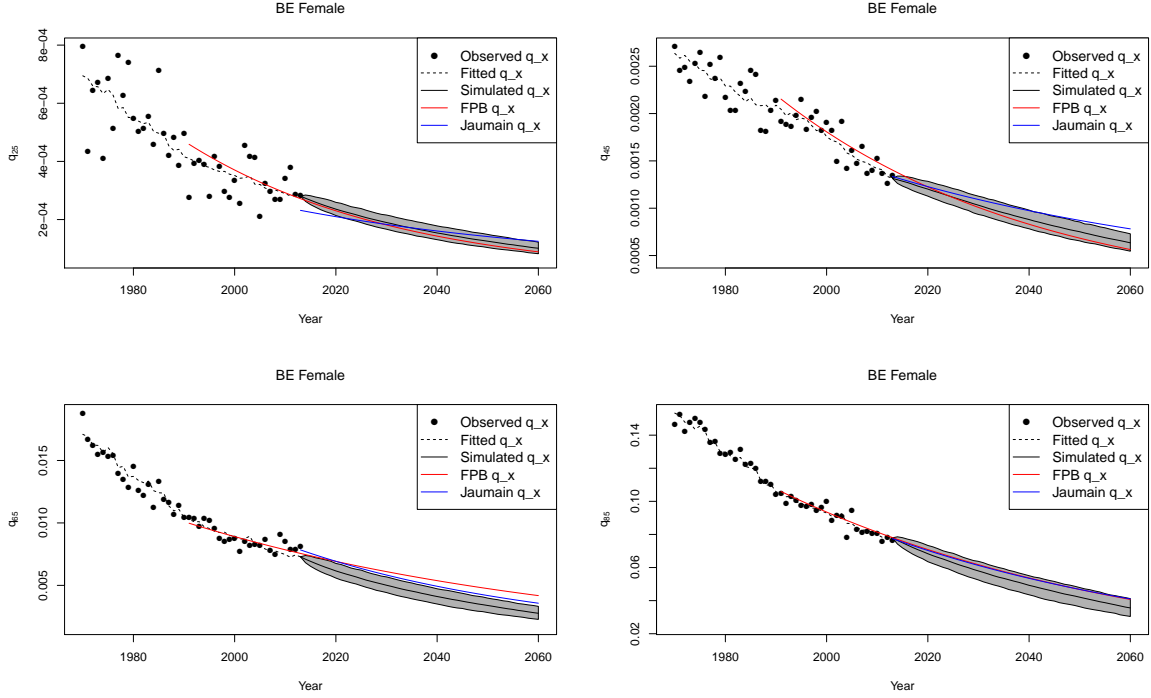 BE Female
q25
8e−04
6e−04
4e−04
2e−04
Observed q_x
Fitted q_x
Simulated q_x
FPB q_x
Jaumain q_x
1980 2000 2020 2040 2060
Year
BE Female
q45
0.0025
0.0020
0.0015
0.0010
0.0005
Observed q_x
Fitted q_x
Simulated q_x
FPB q_x
Jaumain q_x
1980 2000 2020 2040 2060
Year
BE Female
q65
0.015
0.010
0.005
Observed q_x
Fitted q_x
Simulated q_x
FPB q_x
Jaumain q_x
1980 2000 2020 2040 2060
Year
BE Female
q85
0.14
0.10
0.06
0.02
Observed q_x
Fitted q_x
Simulated q_x
FPB q_x
Jaumain q_x
1980 2000 2020 2040 2060
Year